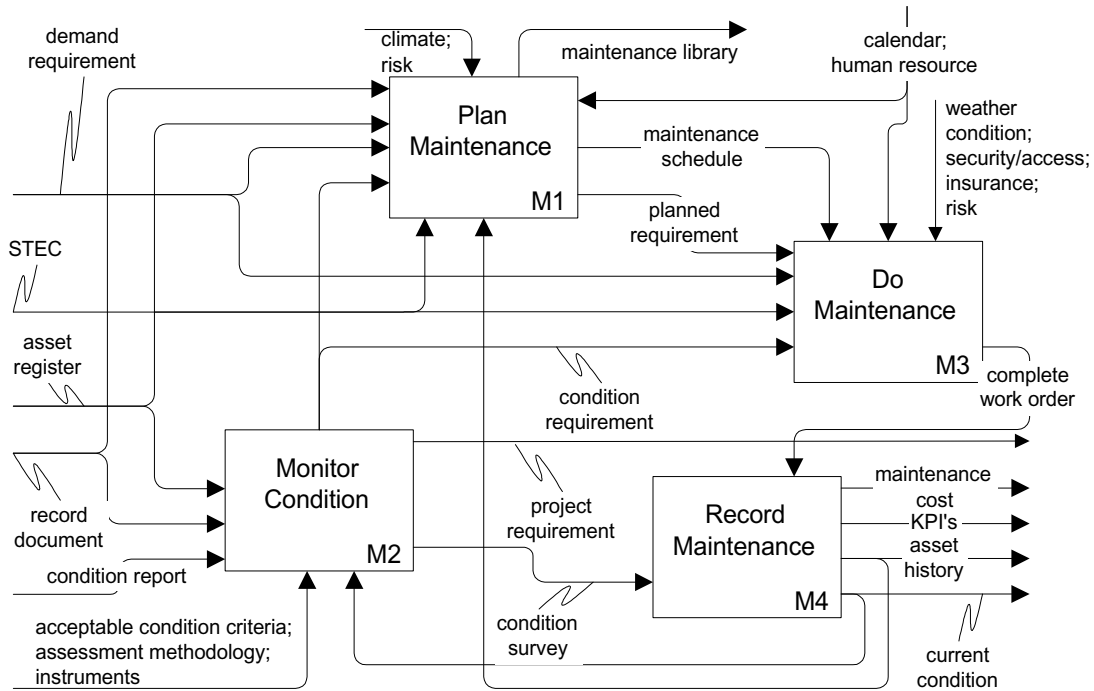 demand
requirement
climate;
risk
maintenance library
calendar;
human resource
Plan
Maintenance
M1
maintenance
schedule
planned
requirement
weather
condition;
security/access;
insurance;
risk
STEC
Do
Maintenance
M3
asset
register
condition
requirement
complete
work order
Monitor
Condition
M2
record
document
project
requirement
Record
Maintenance
M4
maintenance
cost
KPI's
asset
history
condition report
condition
survey
current
condition
acceptable condition criteria;
assessment methodology;
instruments